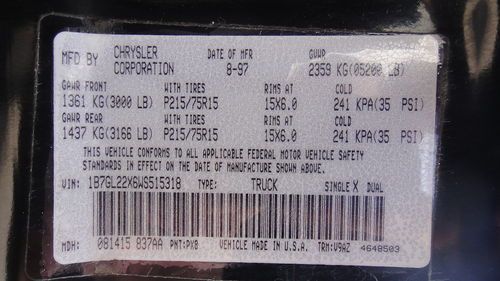 MFD BY CHRYSLER CORPORATION DATE OF MFR 8-97 GVWR 2359 KG(05200 LB)
GAWR FRONT WITH TIRES RIMS AT COLD
1361 KG(3000 LB) P215/75R15 15X6.0 241 KPA(35 PSI)
GAWR REAR WITH TIRES RIMS AT COLD
1437 KG(3166 LB) P215/75R15 15X6.0 241 KPA(35 PSI)
THIS VEHICLE CONFORMS TO ALL APPLICABLE FEDERAL MOTOR VEHICLE SAFETY
STANDARDS IN EFFECT ON THE DATE OF MANUFACTURE SHOWN ABOVE.
VIN: 1B7GL22X6WS515318 TYPE: TRUCK SINGLE X DUAL
MDH: 081415 837AA PNT:PX8 VEHICLE MADE IN U.S.A. TRM:V9AZ 4648503